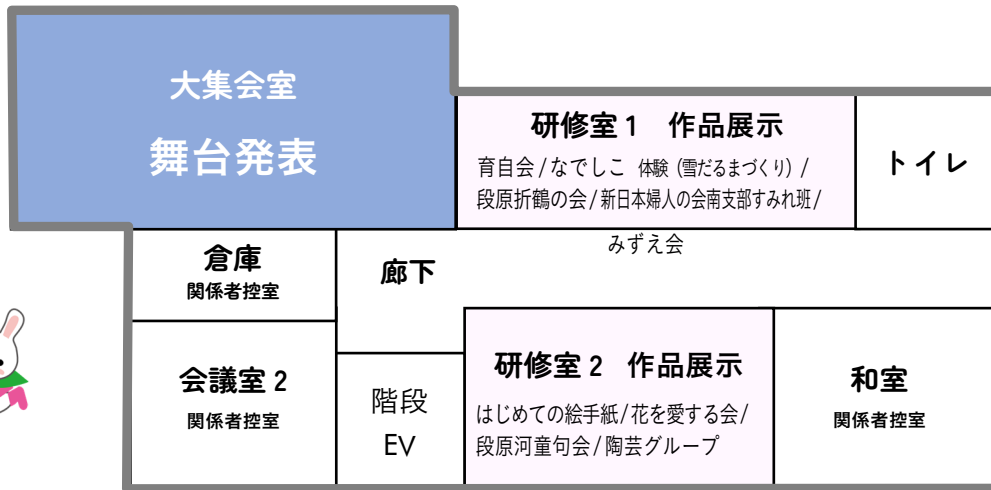 大集会室
舞台発表
研修室1　作品展示
育自会/なでしこ 体験（雪だるまづくり）/
段原折鶴の会/新日本婦人の会南支部すみれ班/
みずえ会
トイレ
倉庫
関係者控室
廊下
会議室2
関係者控室
階段
EV
研修室2　作品展示
はじめての絵手紙/花を愛する会/
段原河童句会/陶芸グループ
和室
関係者控室